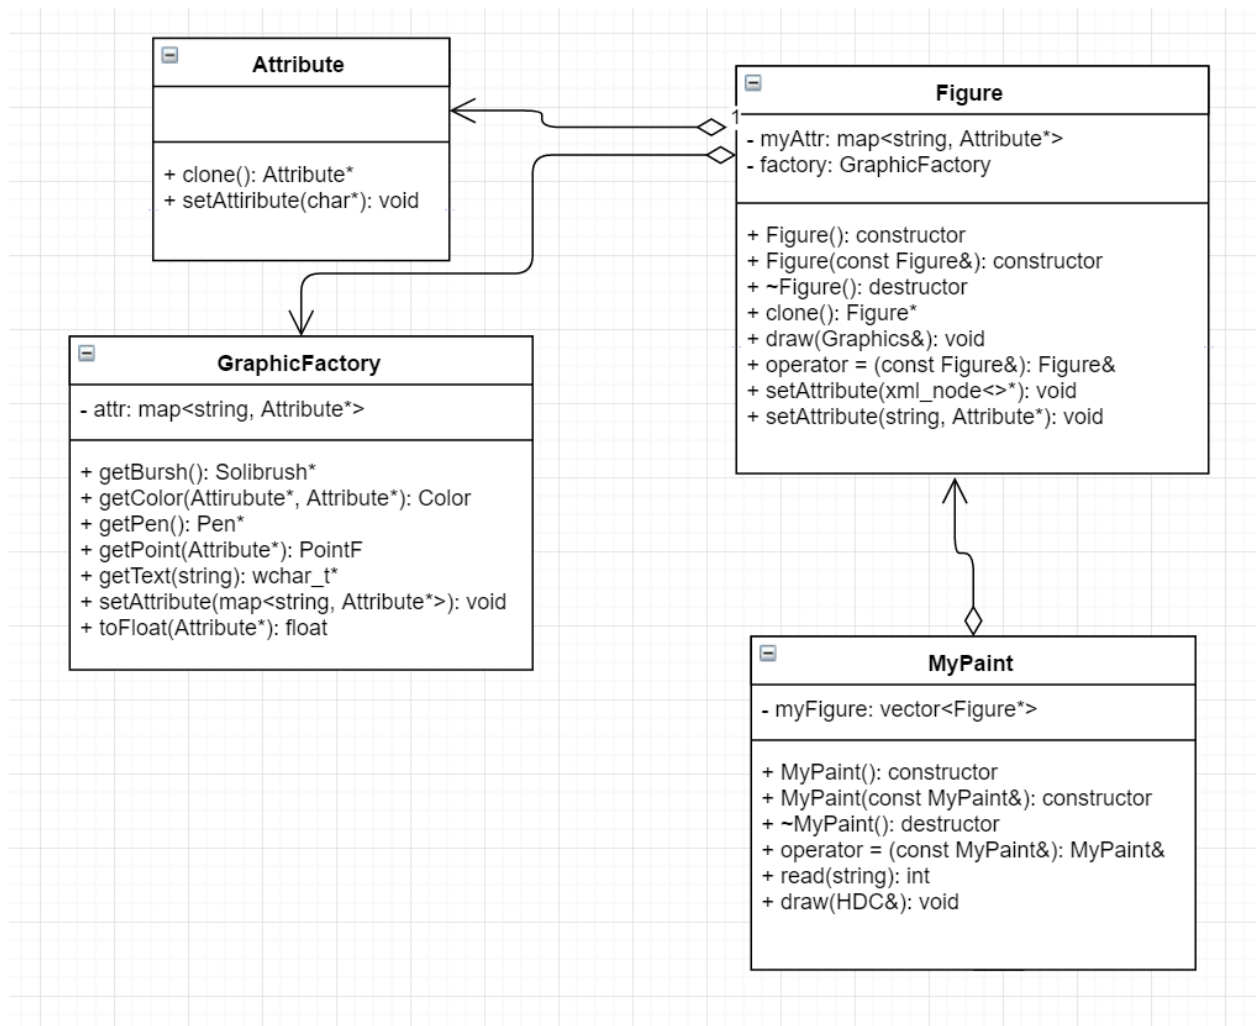 Attribute
+ clone(): Attribute*
+ setAttiribute(char*): void
Figure
1
- myAttr: map<string, Attribute*>
- factory: GraphicFactory
+ Figure(): constructor
+ Figure(const Figure&): constructor
+ ~Figure(): destructor
+ clone(): Figure*
+ draw(Graphics&): void
+ operator = (const Figure&): Figure&
+ setAttribute(xml_node<>*): void
+ setAttribute(string, Attribute*): void
GraphicFactory
- attr: map<string, Attribute*>
+ getBursh(): Solibrush*
+ getColor(Attirubute*, Attribute*): Color
+ getPen(): Pen*
+ getPoint(Attribute*): PointF
+ getText(string): wchar_t*
+ setAttribute(map<string, Attribute*>): void
+ toFloat(Attribute*): float
MyPaint
- myFigure: vector<Figure*>
+ MyPaint(): constructor
+ MyPaint(const MyPaint&): constructor
+ ~MyPaint(): destructor
+ operator = (const MyPaint&): MyPaint&
+ read(string): int
+ draw(HDC&): void